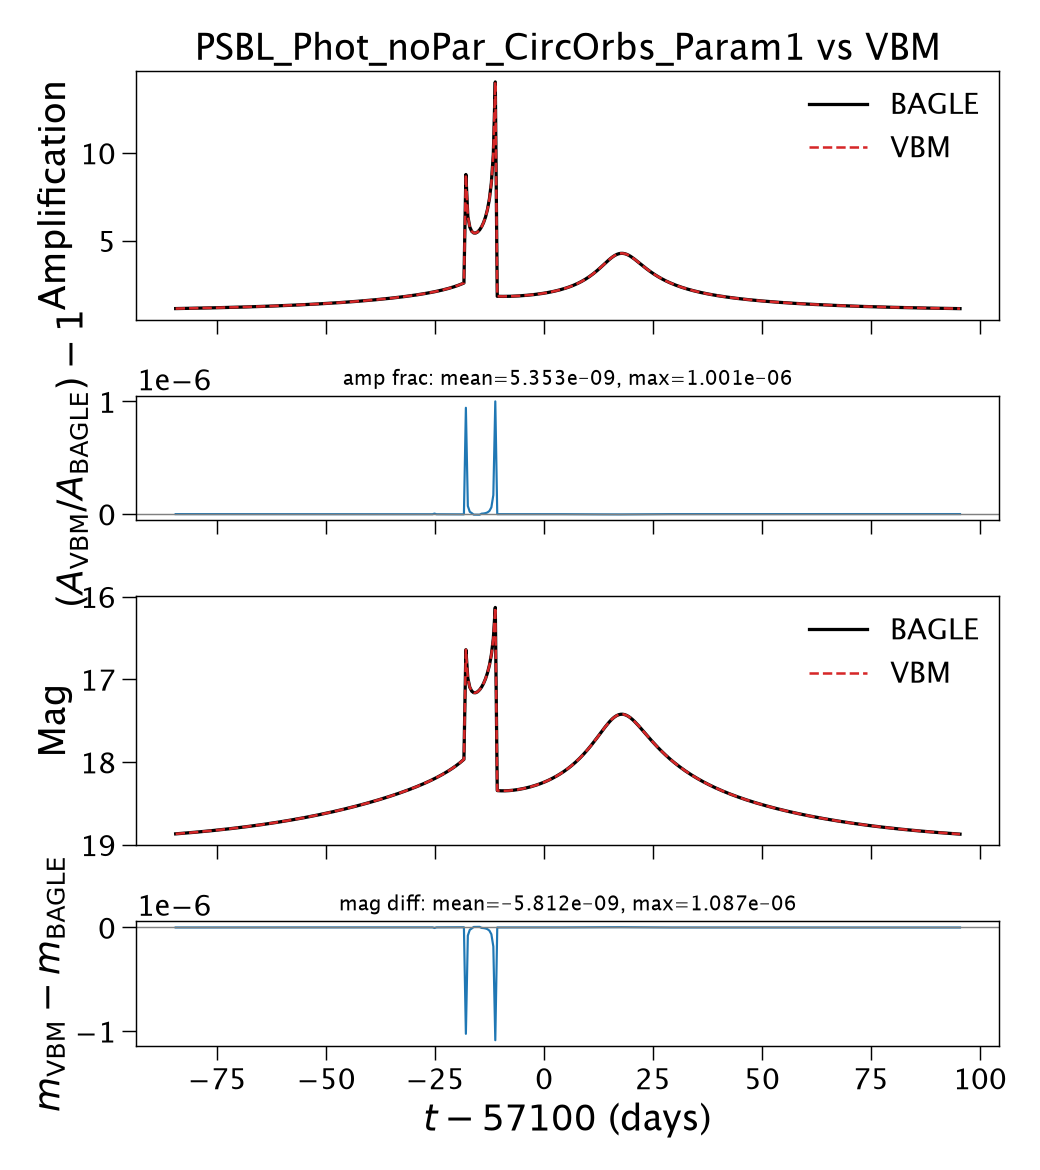 PSBL_Phot_noPar_CircOrbs_Param1 vs VBM
Amplification
10
5
BAGLE
VBM
(A_VBM/A_BAGLE) − 1
1e−6
amp frac: mean=5.353e−09, max=1.001e−06
1
0
Mag
16
17
18
19
BAGLE
VBM
m_VBM − m_BAGLE
1e−6
mag diff: mean=−5.812e−09, max=1.087e−06
0
−1
−75 −50 −25 0 25 50 75 100
t − 57100 (days)